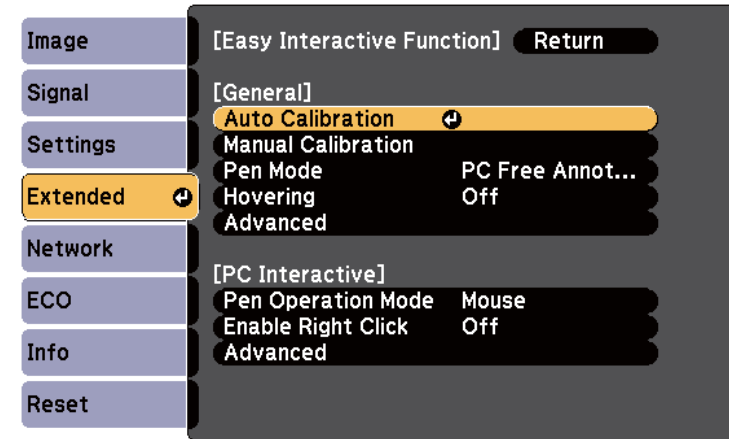 Image
Signal
Settings
Extended
Network
ECO
Info
Reset
[Easy Interactive Function] Return
[General]
Auto Calibration
Manual Calibration
Pen Mode PC Free Annot...
Hovering Off
Advanced
[PC Interactive]
Pen Operation Mode Mouse
Enable Right Click Off
Advanced